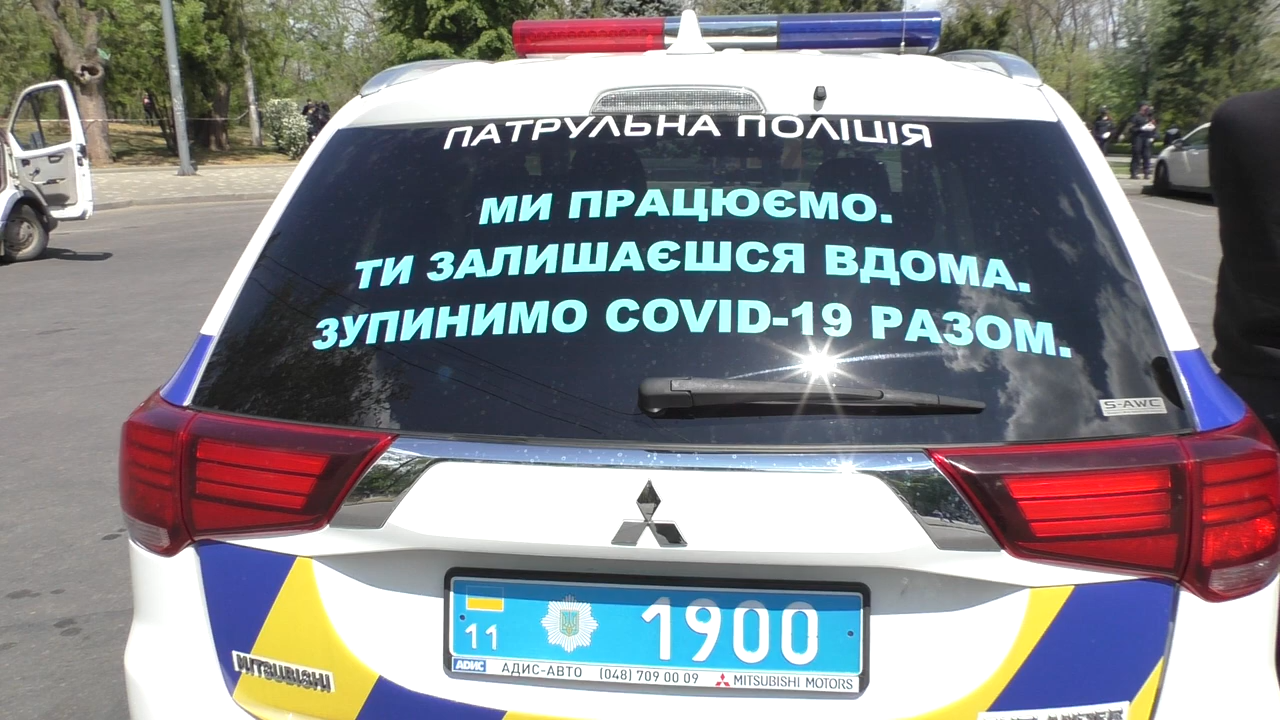 ПАТРУЛЬНА ПОЛІЦІЯ
МИ ПРАЦЮЄМО.
ТИ ЗАЛИШАЄШСЯ ВДОМА.
ЗУПИНИМО COVID-19 РАЗОМ.
S-AWC
11 1900
АДИС АДИС-АВТО (048) 709 00 09 MITSUBISHI MOTORS
MITSUBISHI